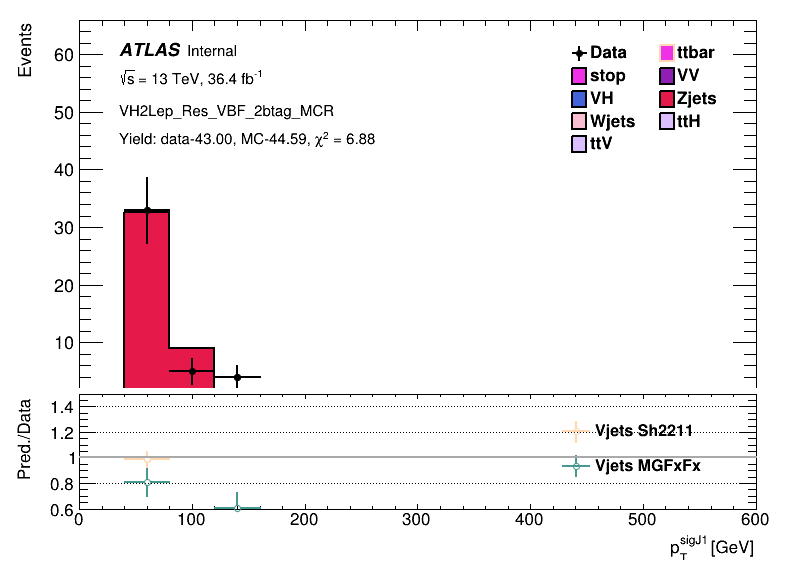 Events
60
50
40
30
20
10
ATLAS Internal
√s = 13 TeV, 36.4 fb⁻¹
VH2Lep_Res_VBF_2btag_MCR
Yield: data-43.00, MC-44.59, χ² = 6.88
Data
ttbar
stop
VV
VH
Zjets
Wjets
ttH
ttV
Pred./Data
1.4
1.2
1
0.8
0.6
Vjets Sh2211
Vjets MGFxFx
0 100 200 300 400 500 600
p_T^sigJ1 [GeV]